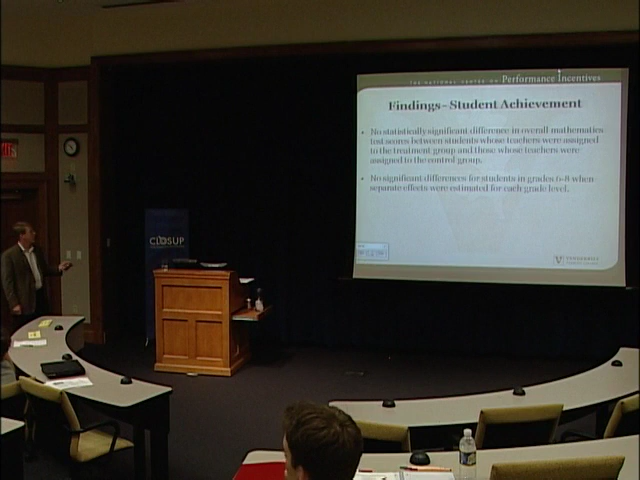 THE NATIONAL CENTER ON Performance Incentives
Findings - Student Achievement
• No statistically significant difference in overall mathematics
test scores between students whose teachers were assigned
to the treatment group and those whose teachers were
assigned to the control group.
• No significant differences for students in grades 6-8 when
separate effects were estimated for each grade level.
VANDERBILT
CLOSUP